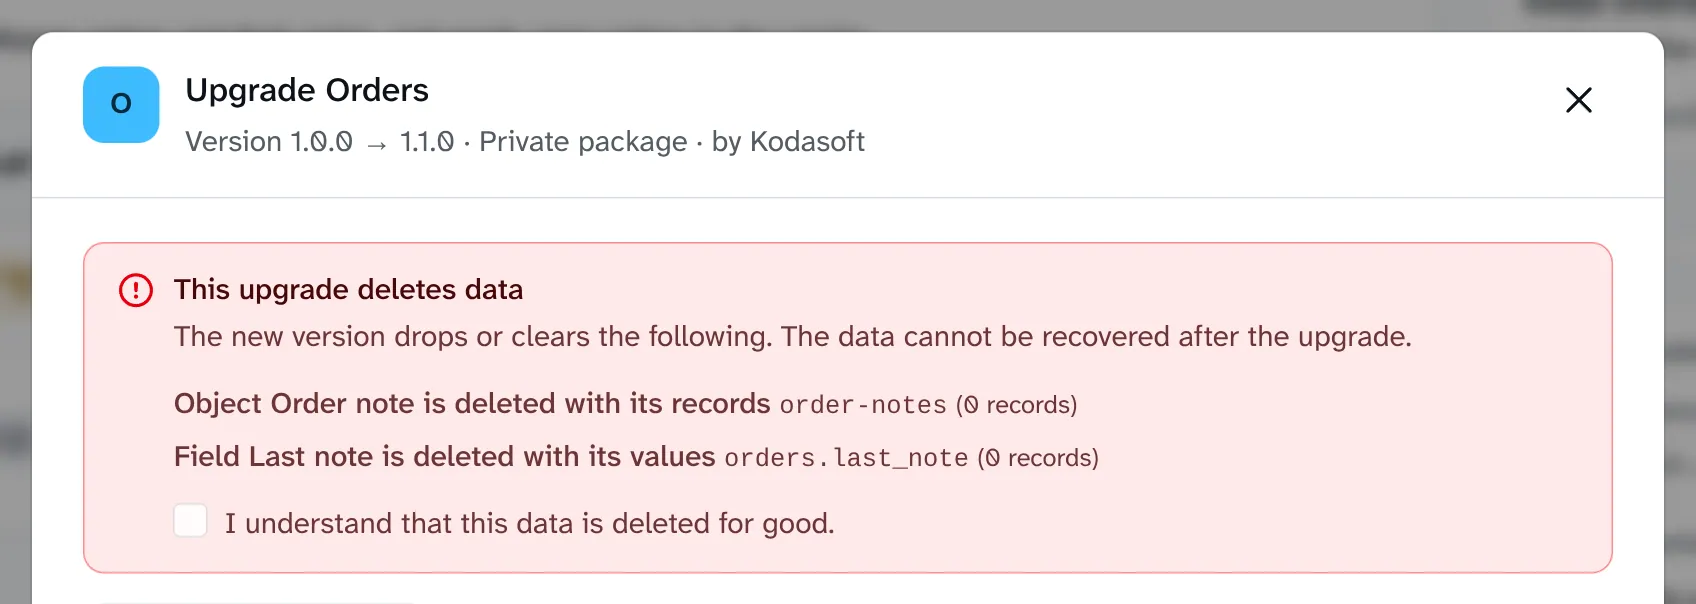 O
Upgrade Orders
Version 1.0.0 → 1.1.0 · Private package · by Kodasoft
This upgrade deletes data
The new version drops or clears the following. The data cannot be recovered after the upgrade.
Object Order note is deleted with its records order-notes (0 records)
Field Last note is deleted with its values orders.last_note (0 records)
I understand that this data is deleted for good.